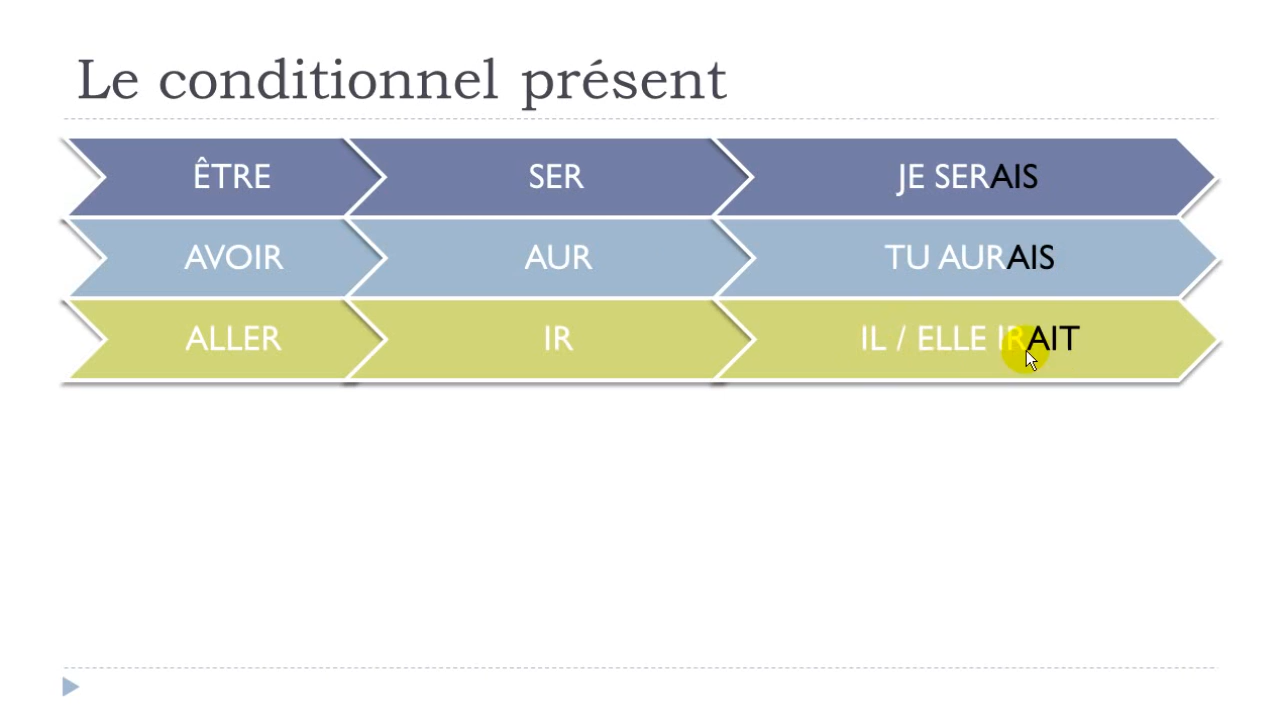 Le conditionnel présent
ÊTRE SER JE SERAIS
AVOIR AUR TU AURAIS
ALLER IR IL / ELLE IRAIT